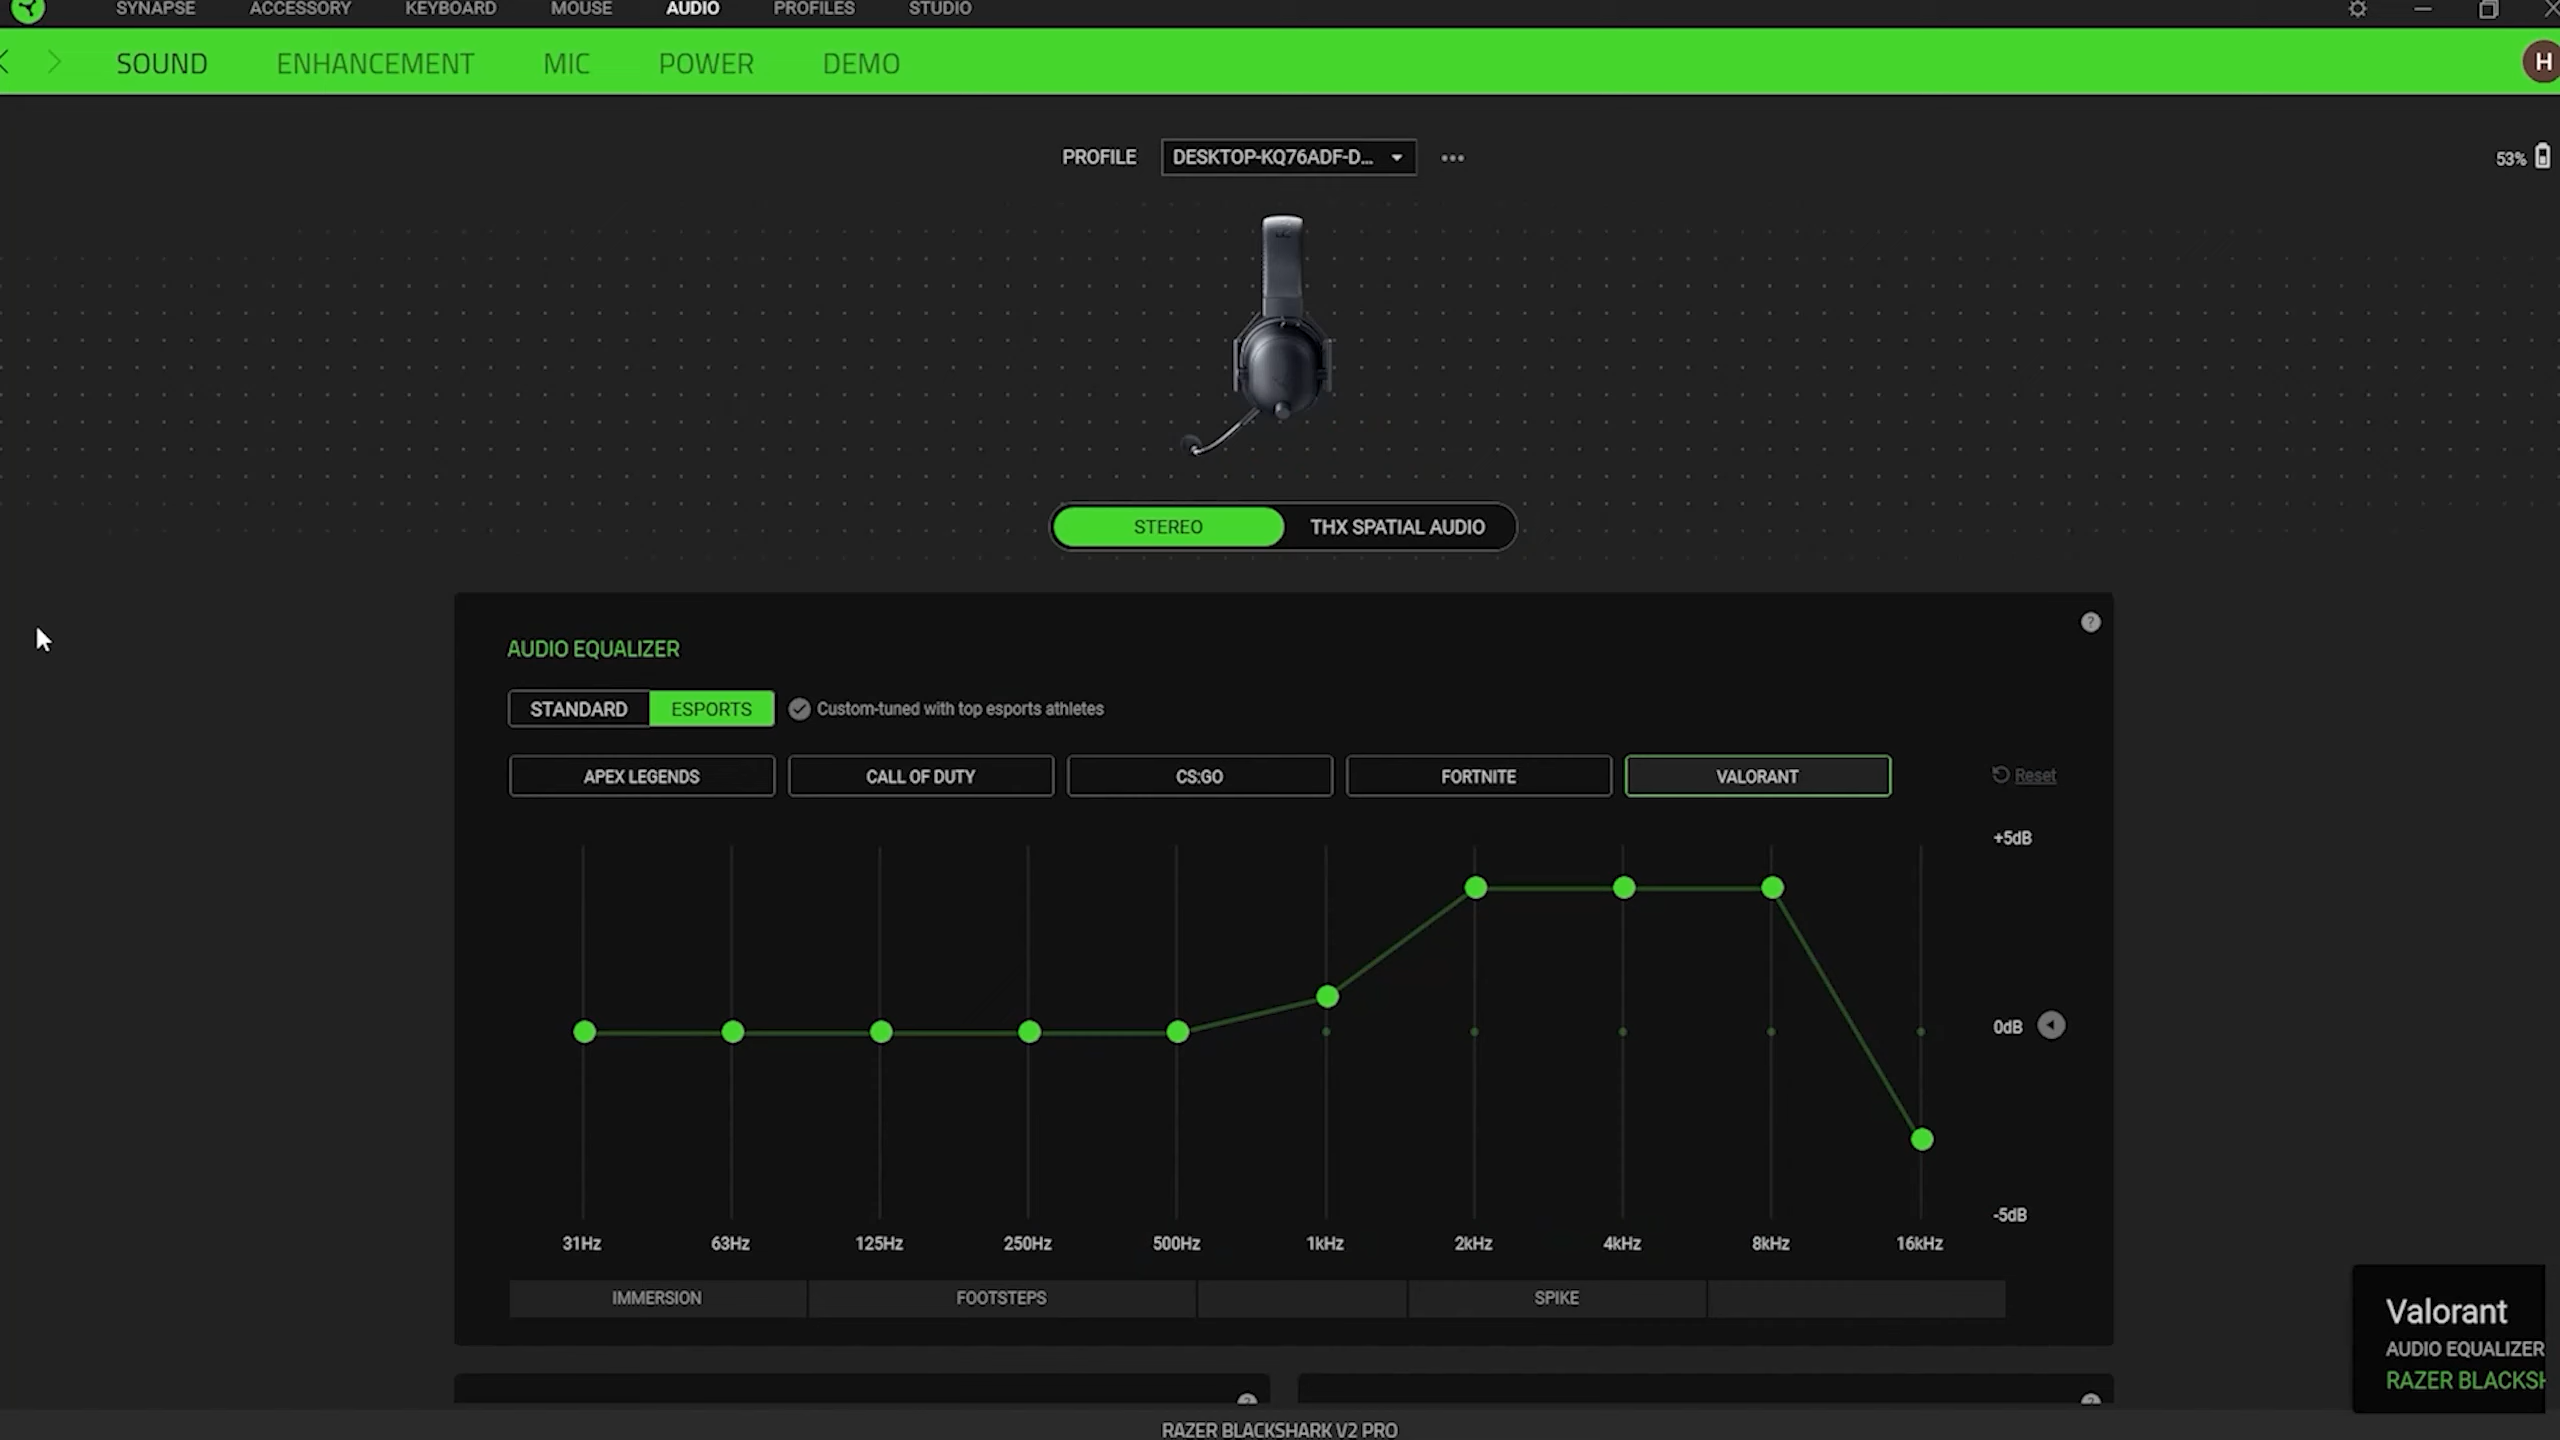 SYNAPSE ACCESSORY KEYBOARD MOUSE AUDIO PROFILES STUDIO
SOUND ENHANCEMENT MIC POWER DEMO
H
PROFILE DESKTOP-KQ76ADF-D...
53%
STEREO THX SPATIAL AUDIO
?
AUDIO EQUALIZER
STANDARD ESPORTS Custom-tuned with top esports athletes
APEX LEGENDS CALL OF DUTY CS:GO FORTNITE VALORANT Reset
+5dB
0dB
-5dB
31Hz 63Hz 125Hz 250Hz 500Hz 1kHz 2kHz 4kHz 8kHz 16kHz
IMMERSION FOOTSTEPS SPIKE
Valorant
AUDIO EQUALIZER
RAZER BLACKSH
RAZER BLACKSHARK V2 PRO